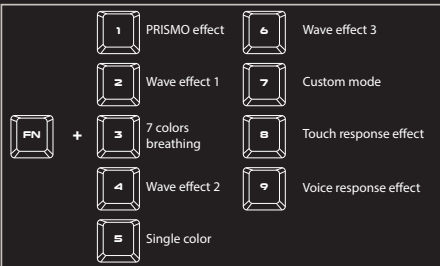 1 PRISMO effect
2 Wave effect 1
FN + 3 7 colors
breathing
4 Wave effect 2
5 Single color
6 Wave effect 3
7 Custom mode
8 Touch response effect
9 Voice response effect